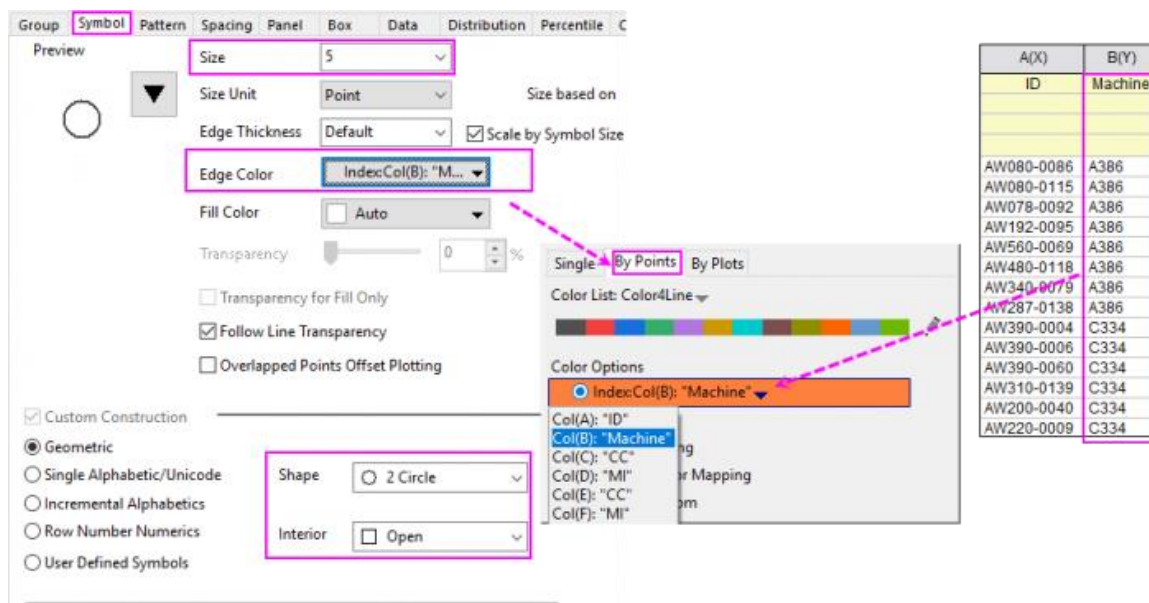 Group Symbol Pattern Spacing Panel Box Data Distribution Percentile
Preview
Size 5
Size Unit Point Size based on
Edge Thickness Default Scale by Symbol Size
Edge Color Index:Col(B): "M...
Fill Color Auto
Transparency 0 %
Transparency for Fill Only
Follow Line Transparency
Overlapped Points Offset Plotting
Custom Construction
Geometric
Single Alphabetic/Unicode
Incremental Alphabetics
Row Number Numerics
User Defined Symbols
Shape 2 Circle
Interior Open
Single By Points By Plots
Color List: Color4Line
Color Options
Index:Col(B): "Machine"
Col(A): "ID"
Col(B): "Machine"
Col(C): "CC"
Col(D): "MI"
Col(E): "CC"
Col(F): "MI"
Mapping
A(X) B(Y)
ID Machine
AW080-0086 A386
AW080-0115 A386
AW078-0092 A386
AW192-0095 A386
AW560-0069 A386
AW480-0118 A386
AW340-0079 A386
AW287-0138 A386
AW390-0004 C334
AW390-0006 C334
AW390-0060 C334
AW310-0139 C334
AW200-0040 C334
AW220-0009 C334